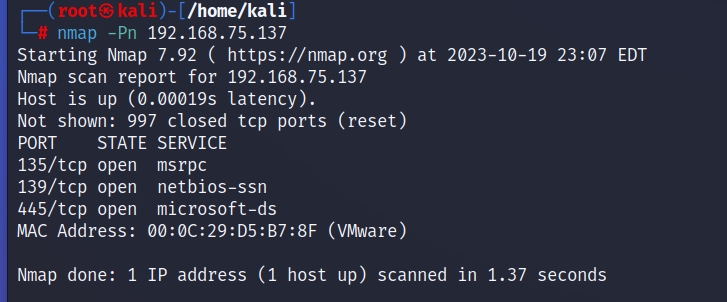 ┌──(root㉿kali)-[/home/kali]
└─# nmap -Pn 192.168.75.137
Starting Nmap 7.92 ( https://nmap.org ) at 2023-10-19 23:07 EDT
Nmap scan report for 192.168.75.137
Host is up (0.00019s latency).
Not shown: 997 closed tcp ports (reset)
PORT    STATE SERVICE
135/tcp open  msrpc
139/tcp open  netbios-ssn
445/tcp open  microsoft-ds
MAC Address: 00:0C:29:D5:B7:8F (VMware)
Nmap done: 1 IP address (1 host up) scanned in 1.37 seconds